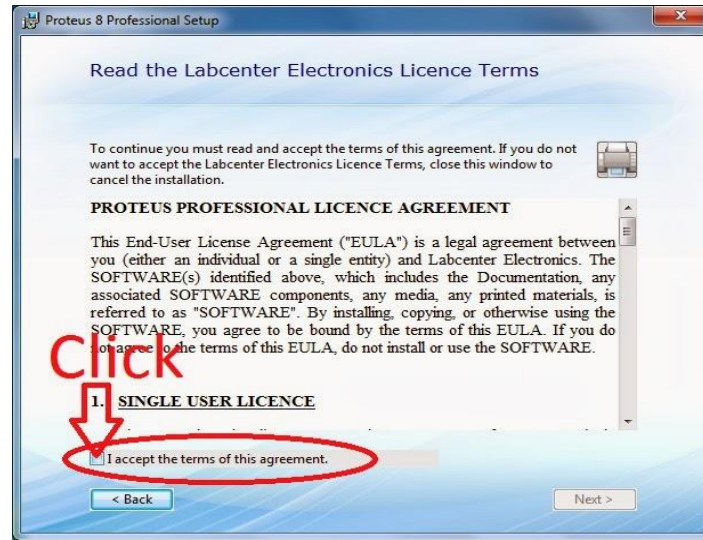 Proteus 8 Professional Setup
Read the Labcenter Electronics Licence Terms
To continue you must read and accept the terms of this agreement. If you do not
want to accept the Labcenter Electronics Licence Terms, close this window to
cancel the installation.
PROTEUS PROFESSIONAL LICENCE AGREEMENT
This End-User License Agreement ("EULA") is a legal agreement between
you (either an individual or a single entity) and Labcenter Electronics. The
SOFTWARE(s) identified above, which includes the Documentation, any
associated SOFTWARE components, any media, any printed materials, is
referred to as "SOFTWARE". By installing, copying, or otherwise using the
SOFTWARE, you agree to be bound by the terms of this EULA. If you do
not agree to the terms of this EULA, do not install or use the SOFTWARE.
Click
1. SINGLE USER LICENCE
I accept the terms of this agreement.
< Back
Next >